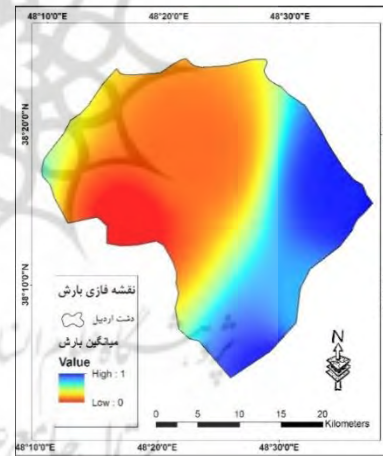 48°10'0"E 48°20'0"E 48°30'0"E
38°20'0"N
38°10'0"N
نقشه فازی بارش
دشت اردبیل
میانگین بارش
Value
High : 1
Low : 0
N
0 5 10 15 20
Kilometers
48°10'0"E 48°20'0"E 48°30'0"E